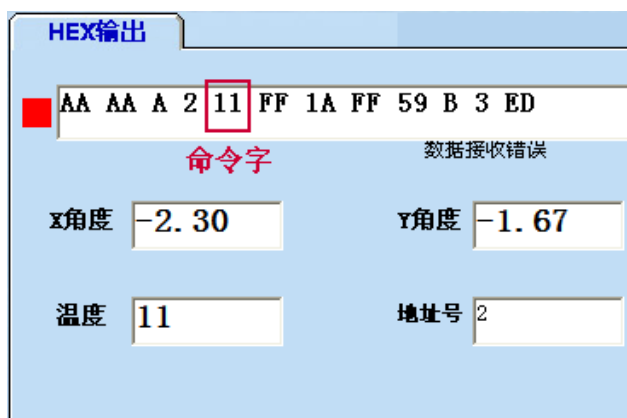 HEX输出
AA AA A 2 11 FF 1A FF 59 B 3 ED
命令字
数据接收错误
X角度 -2.30 Y角度 -1.67
温度 11 地址号 2